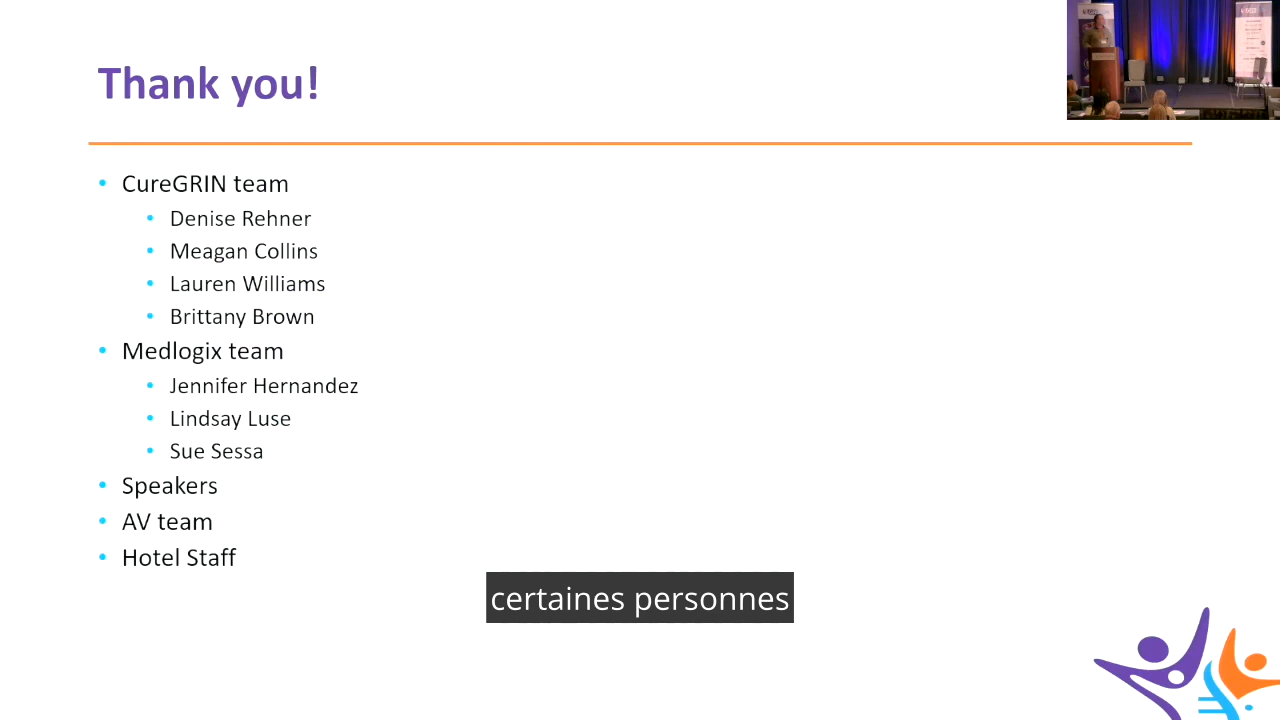 Thank you!
CureGRIN team
Denise Rehner
Meagan Collins
Lauren Williams
Brittany Brown
Medlogix team
Jennifer Hernandez
Lindsay Luse
Sue Sessa
Speakers
AV team
Hotel Staff
certaines personnes